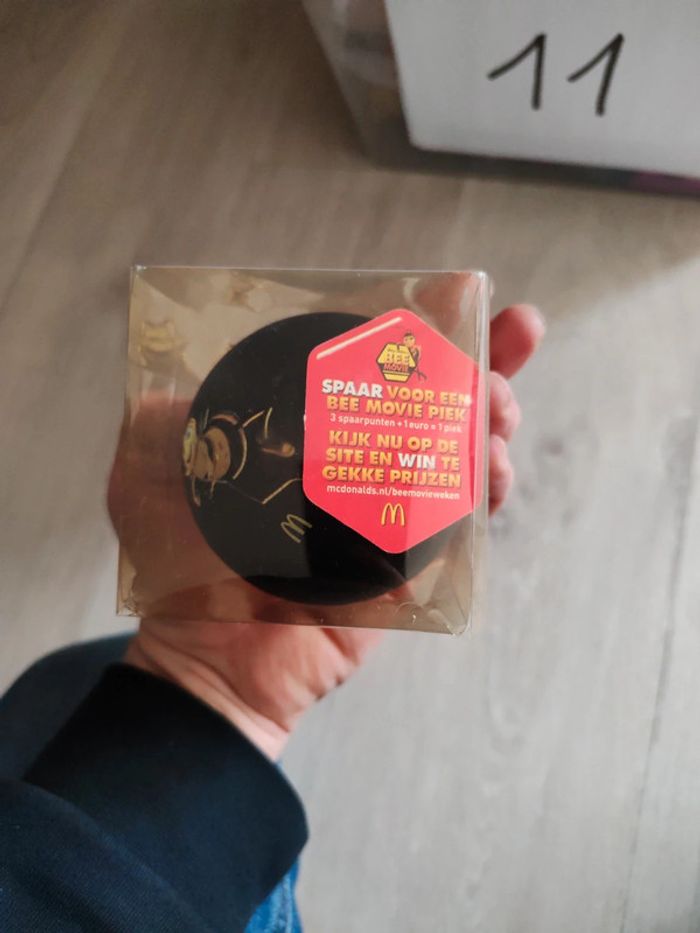 11
BEE
MOVIE
SPAAR VOOR EEN
BEE MOVIE PIEK
3 spaarpunten + 1 euro = 1 piek
KIJK NU OP DE
SITE EN WIN TE
GEKKE PRIJZEN
mcdonalds.nl/beemovieweken
M
M